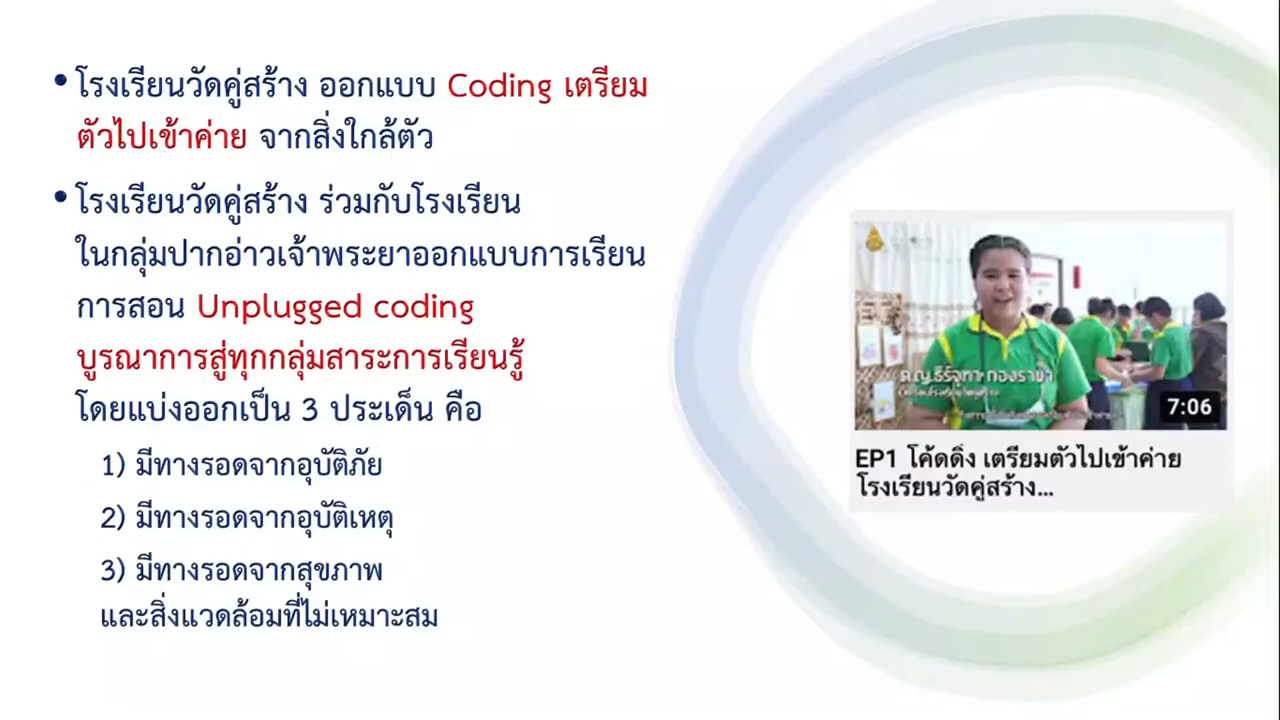 • โรงเรียนวัดคู่สร้าง ออกแบบ Coding เตรียม
ตัวไปเข้าค่าย จากสิ่งใกล้ตัว
• โรงเรียนวัดคู่สร้าง ร่วมกับโรงเรียน
ในกลุ่มปากอ่าวเจ้าพระยาออกแบบการเรียน
การสอน Unplugged coding
บูรณาการสู่ทุกกลุ่มสาระการเรียนรู้
โดยแบ่งออกเป็น 3 ประเด็น คือ
1) มีทางรอดจากอุบัติภัย
2) มีทางรอดจากอุบัติเหตุ
3) มีทางรอดจากสุขภาพ
และสิ่งแวดล้อมที่ไม่เหมาะสม
7:06
EP1 โค้ดดิ้ง เตรียมตัวไปเข้าค่าย
โรงเรียนวัดคู่สร้าง...